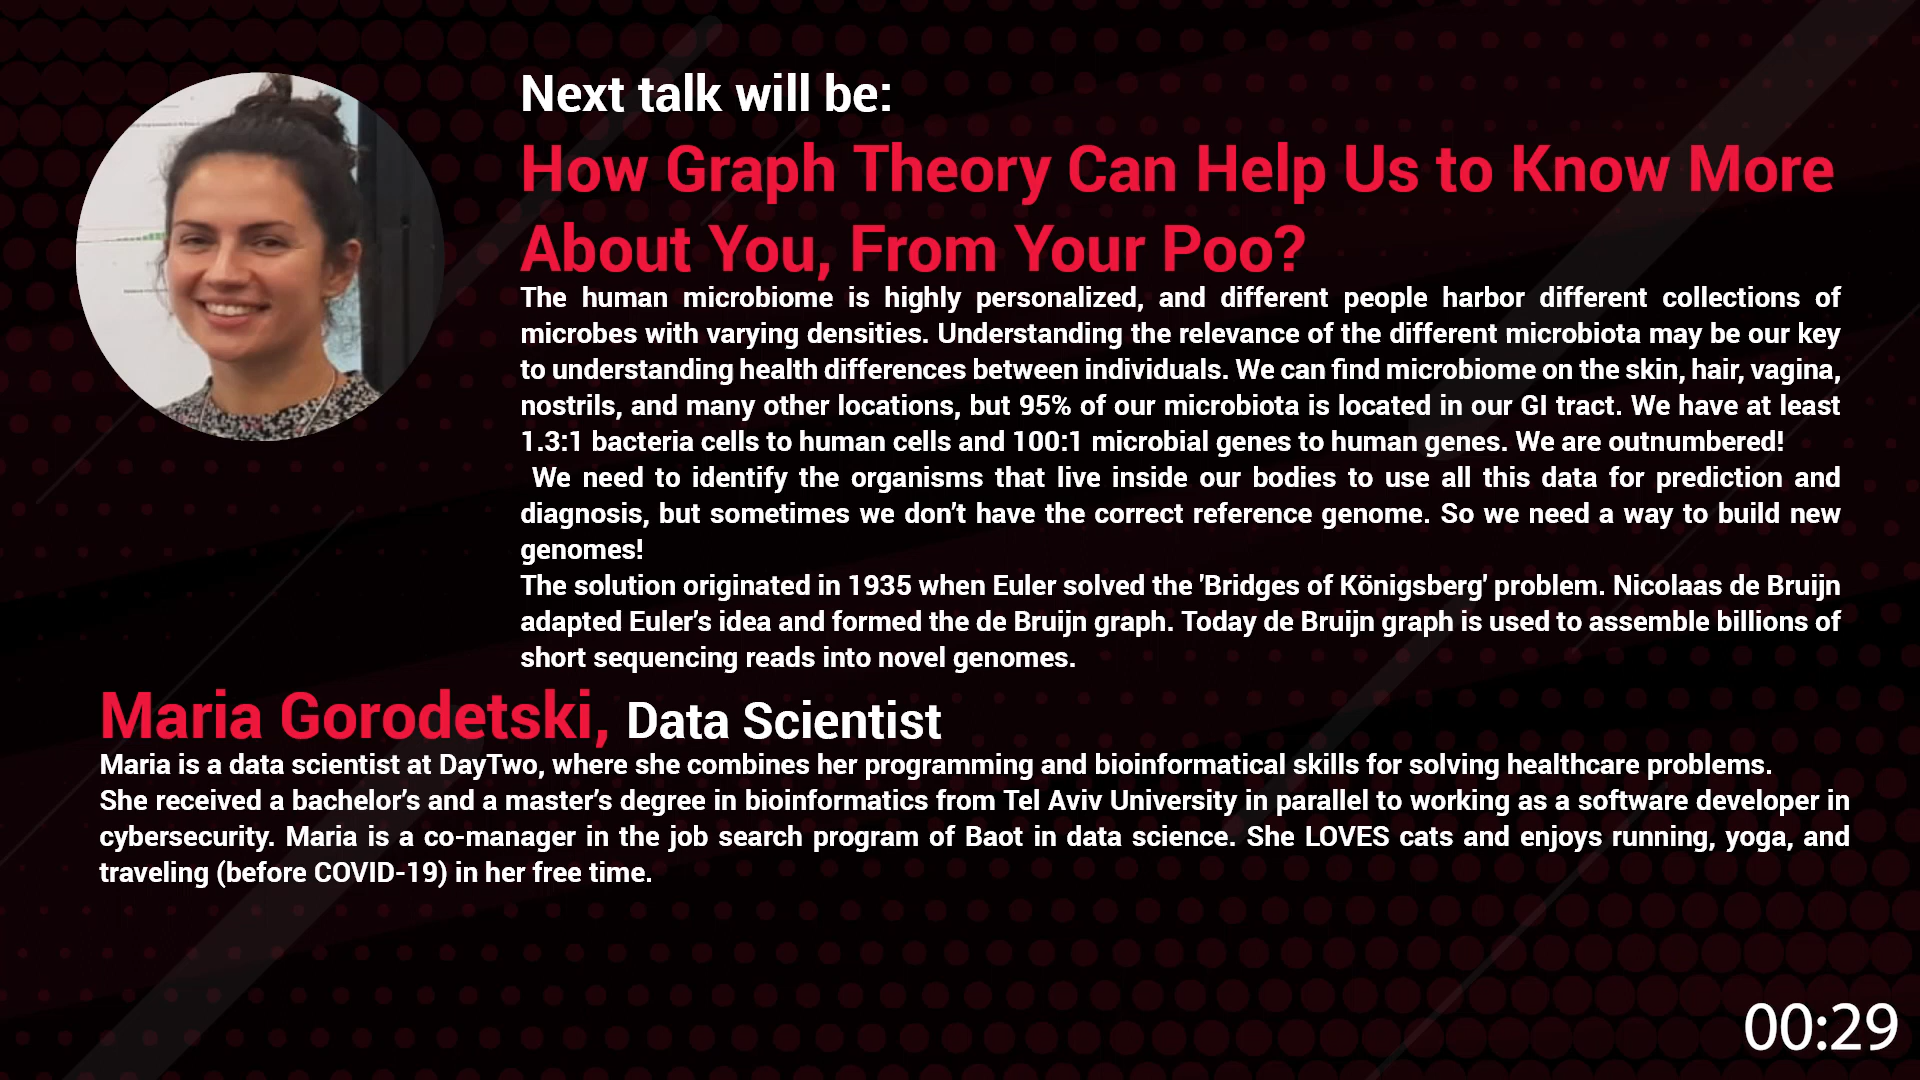 Next talk will be:
How Graph Theory Can Help Us to Know More
About You, From Your Poo?
The human microbiome is highly personalized, and different people harbor different collections of
microbes with varying densities. Understanding the relevance of the different microbiota may be our key
to understanding health differences between individuals. We can find microbiome on the skin, hair, vagina,
nostrils, and many other locations, but 95% of our microbiota is located in our GI tract. We have at least
1.3:1 bacteria cells to human cells and 100:1 microbial genes to human genes. We are outnumbered!
We need to identify the organisms that live inside our bodies to use all this data for prediction and
diagnosis, but sometimes we don’t have the correct reference genome. So we need a way to build new
genomes!
The solution originated in 1935 when Euler solved the 'Bridges of Königsberg' problem. Nicolaas de Bruijn
adapted Euler’s idea and formed the de Bruijn graph. Today de Bruijn graph is used to assemble billions of
short sequencing reads into novel genomes.
Maria Gorodetski, Data Scientist
Maria is a data scientist at DayTwo, where she combines her programming and bioinformatical skills for solving healthcare problems.
She received a bachelor’s and a master’s degree in bioinformatics from Tel Aviv University in parallel to working as a software developer in
cybersecurity. Maria is a co-manager in the job search program of Baot in data science. She LOVES cats and enjoys running, yoga, and
traveling (before COVID-19) in her free time.
00:29